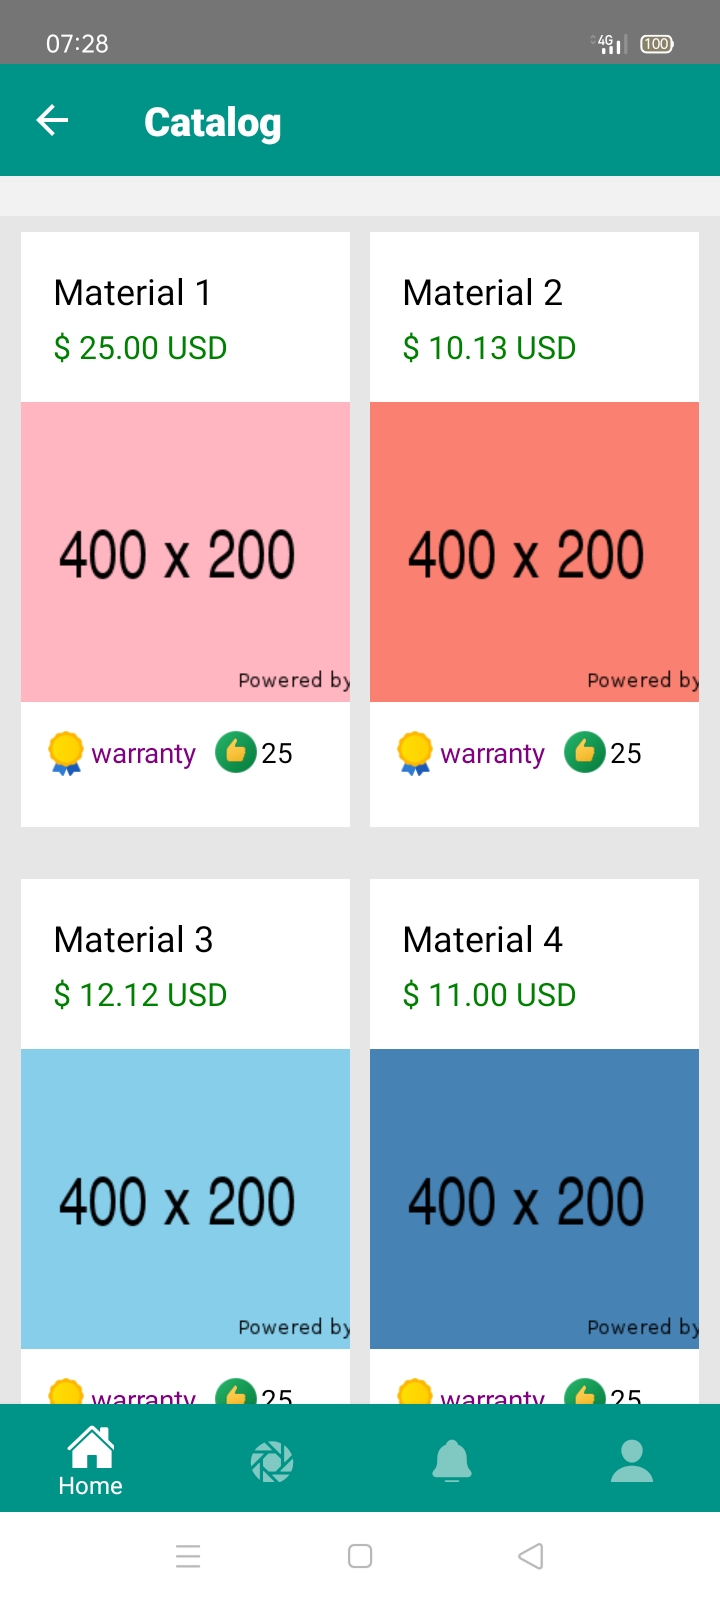 07:28
4G
100
Catalog
Material 1
$ 25.00 USD
Material 2
$ 10.13 USD
400 x 200
Powered by
400 x 200
Powered by
warranty
25
warranty
25
Material 3
$ 12.12 USD
Material 4
$ 11.00 USD
400 x 200
Powered by
400 x 200
Powered by
warranty
25
warranty
25
Home